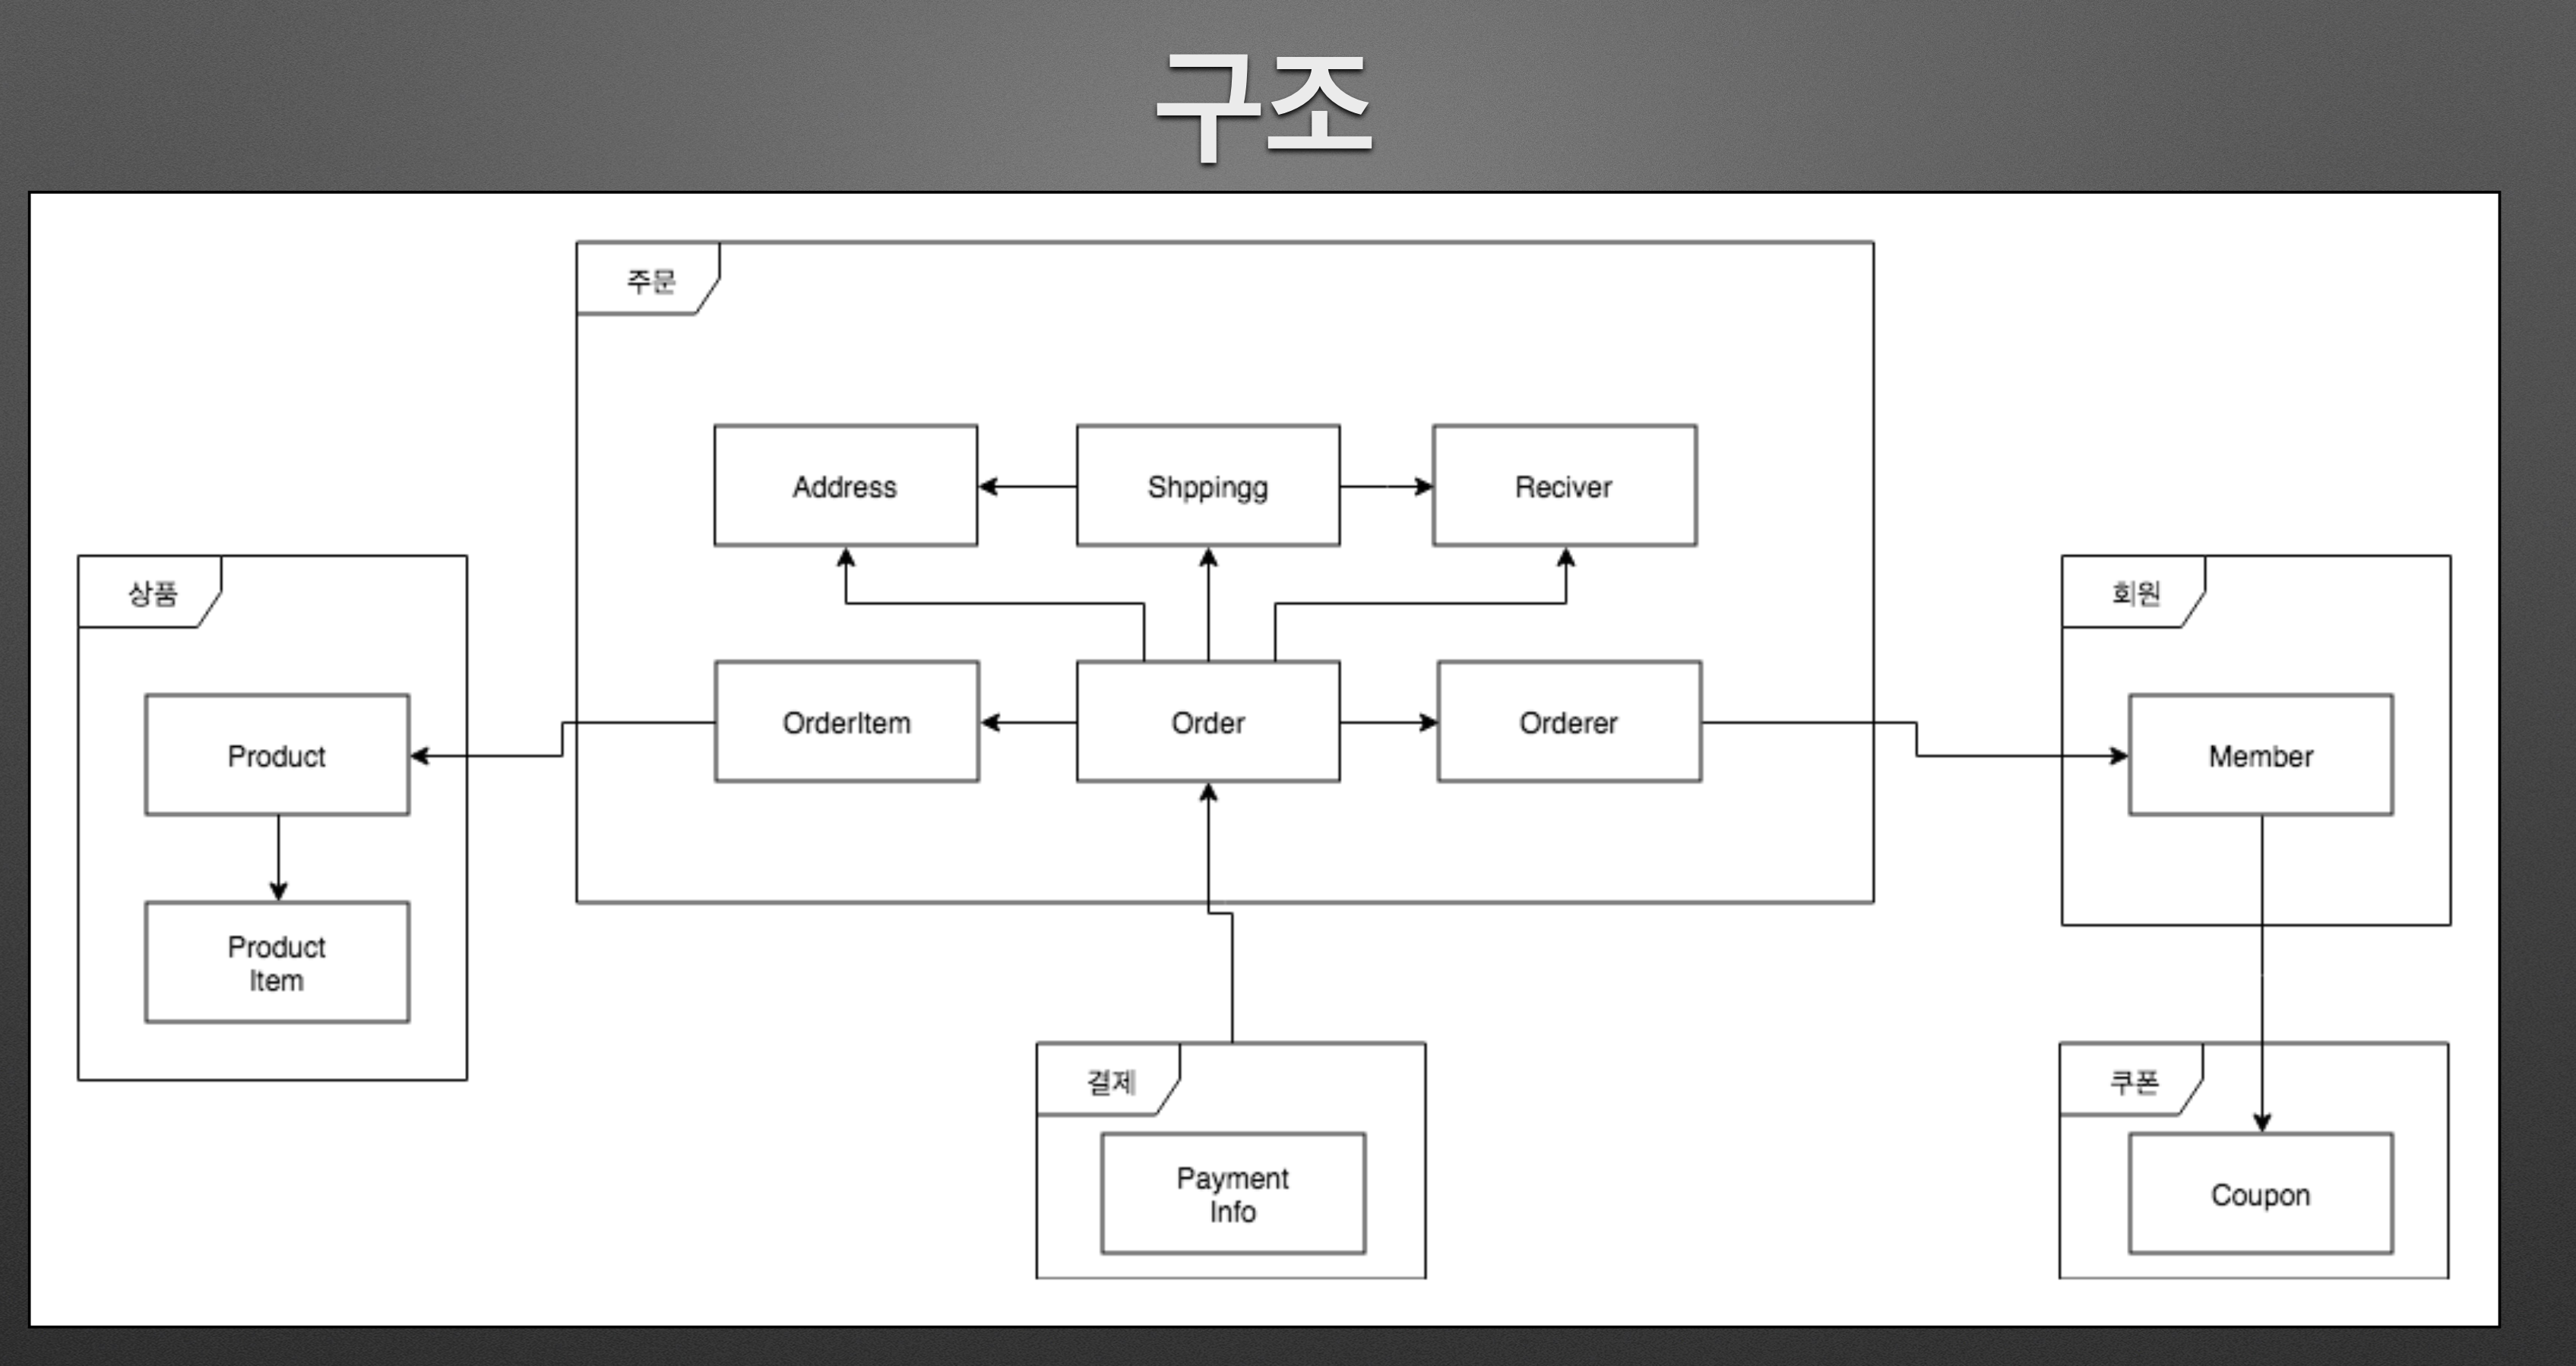 구조
주문
Address
Shppingg
Reciver
상품
회원
OrderItem
Order
Orderer
Product
Member
Product
Item
결제
쿠폰
Payment
Info
Coupon